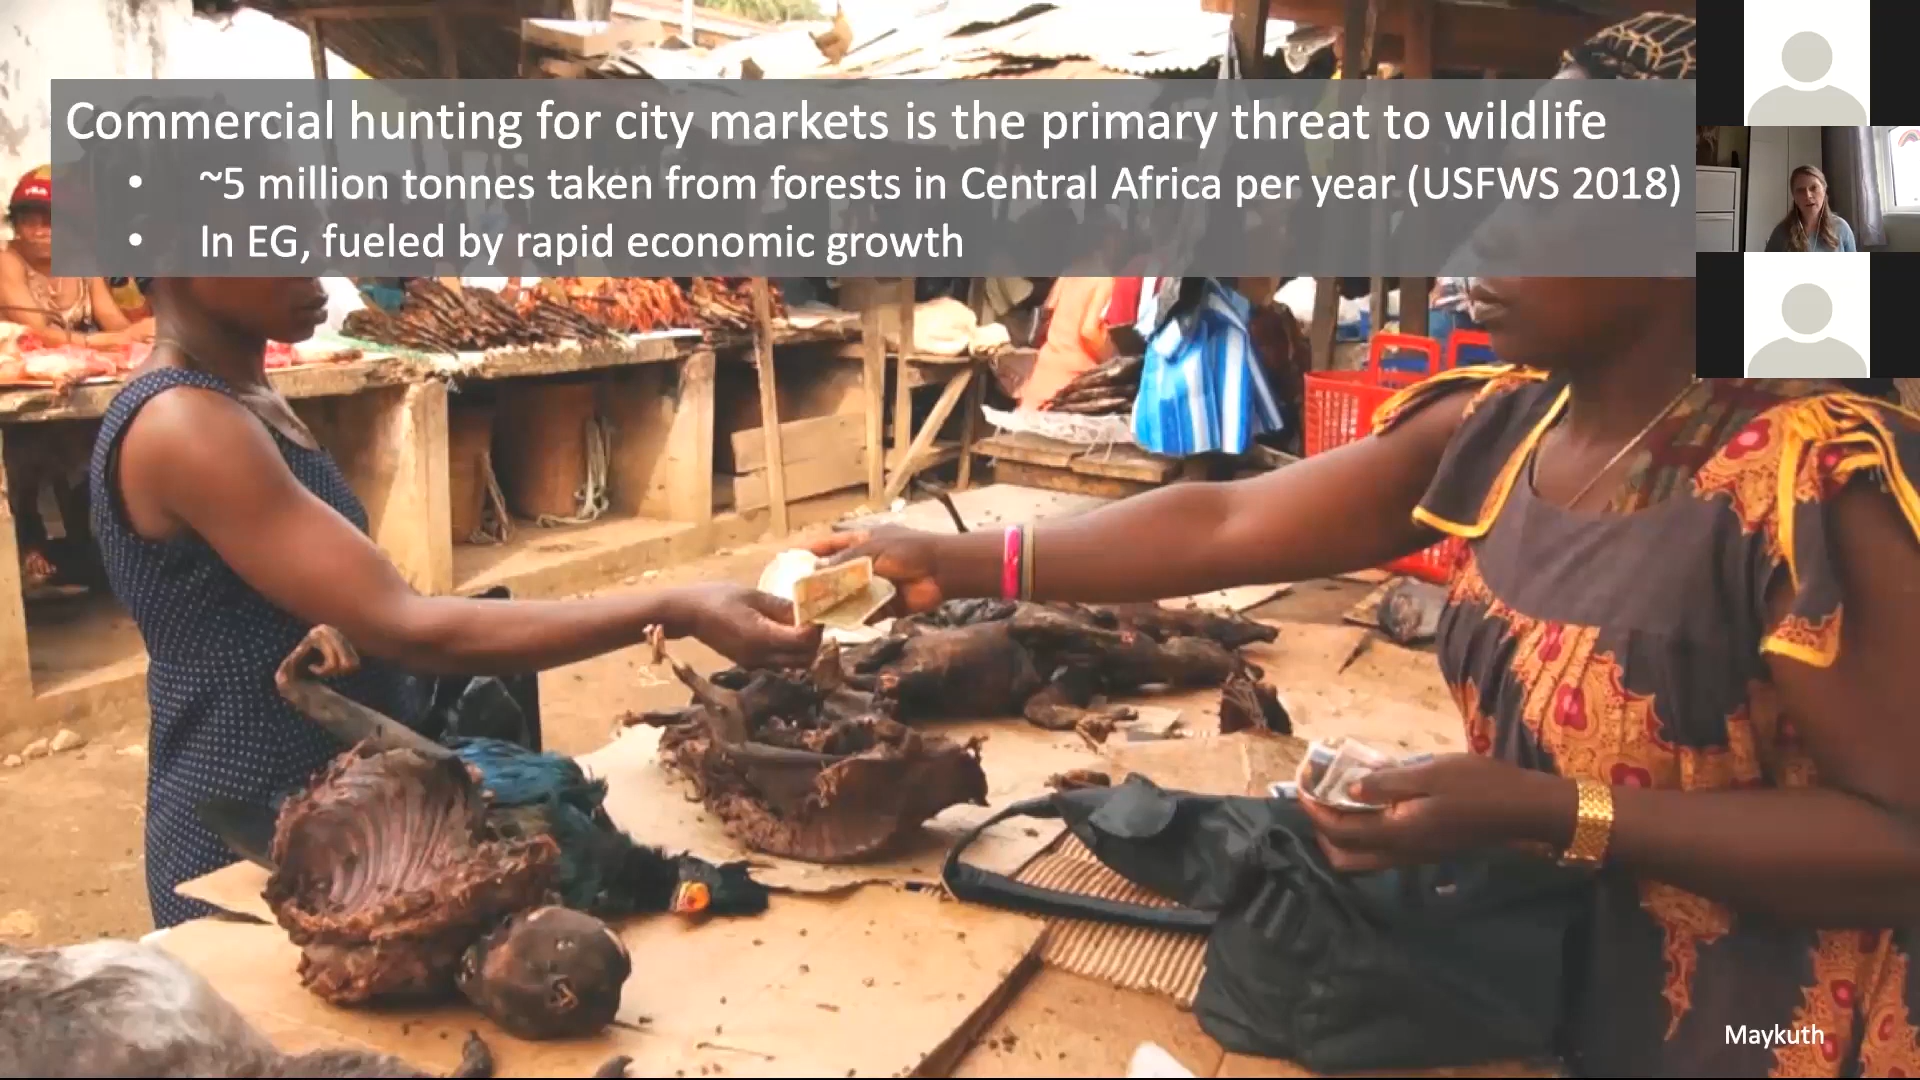 Commercial hunting for city markets is the primary threat to wildlife
• ~5 million tonnes taken from forests in Central Africa per year (USFWS 2018)
• In EG, fueled by rapid economic growth
Maykuth